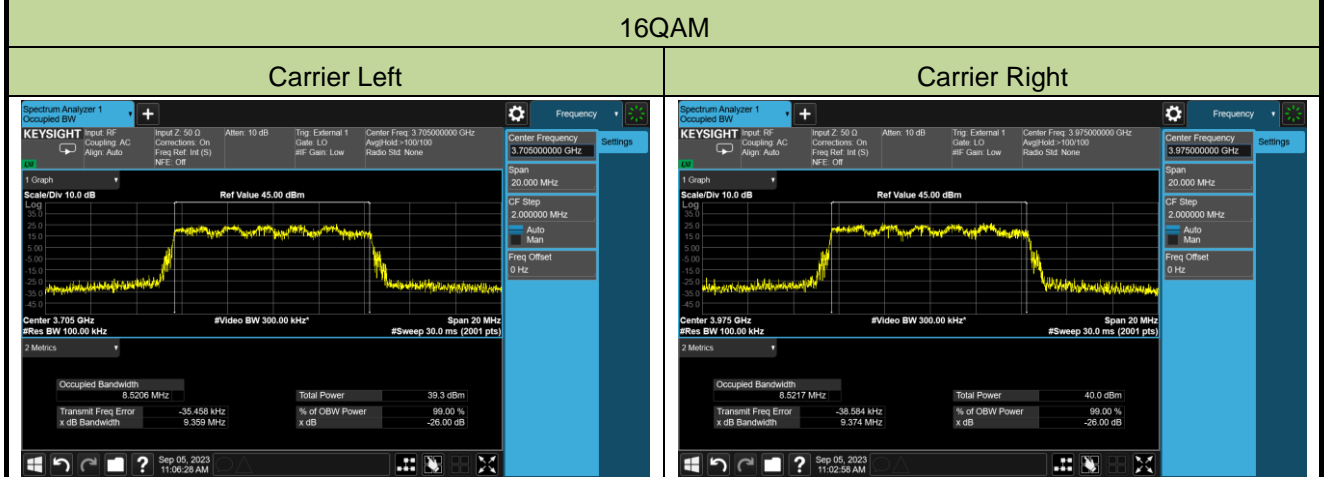 16QAM
Carrier Left
Carrier Right
Spectrum Analyzer 1
Occupied BW
+
Frequency
KEYSIGHT
Input: RF
Coupling: AC
Align: Auto
Input Z: 50 Ω
Corrections: On
Freq Ref: Int (S)
NFE: Off
Atten: 10 dB
Trig: External 1
Gate: LO
#IF Gain: Low
Center Freq: 3.705000000 GHz
Avg|Hold:>100/100
Radio Std: None
Center Frequency
3.705000000 GHz
Settings
Span
20.000 MHz
CF Step
2.000000 MHz
Auto
Man
Freq Offset
0 Hz
1 Graph
Scale/Div 10.0 dB
Ref Value 45.00 dBm
Log
35.0
25.0
15.0
5.00
-5.00
-15.0
-25.0
-35.0
-45.0
Center 3.705 GHz
#Video BW 300.00 kHz*
Span 20 MHz
#Res BW 100.00 kHz
#Sweep 30.0 ms (2001 pts)
2 Metrics
Occupied Bandwidth
8.5206 MHz
Total Power 39.3 dBm
Transmit Freq Error -35.458 kHz
% of OBW Power 99.00 %
x dB Bandwidth 9.359 MHz
x dB -26.00 dB
?
Sep 05, 2023
11:06:28 AM
Spectrum Analyzer 1
Occupied BW
+
Frequency
KEYSIGHT
Input: RF
Coupling: AC
Align: Auto
Input Z: 50 Ω
Corrections: On
Freq Ref: Int (S)
NFE: Off
Atten: 10 dB
Trig: External 1
Gate: LO
#IF Gain: Low
Center Freq: 3.975000000 GHz
Avg|Hold:>100/100
Radio Std: None
Center Frequency
3.975000000 GHz
Settings
Span
20.000 MHz
CF Step
2.000000 MHz
Auto
Man
Freq Offset
0 Hz
1 Graph
Scale/Div 10.0 dB
Ref Value 45.00 dBm
Log
35.0
25.0
15.0
5.00
-5.00
-15.0
-25.0
-35.0
-45.0
Center 3.975 GHz
#Video BW 300.00 kHz*
Span 20 MHz
#Res BW 100.00 kHz
#Sweep 30.0 ms (2001 pts)
2 Metrics
Occupied Bandwidth
8.5217 MHz
Total Power 40.0 dBm
Transmit Freq Error -38.584 kHz
% of OBW Power 99.00 %
x dB Bandwidth 9.374 MHz
x dB -26.00 dB
?
Sep 05, 2023
11:02:58 AM